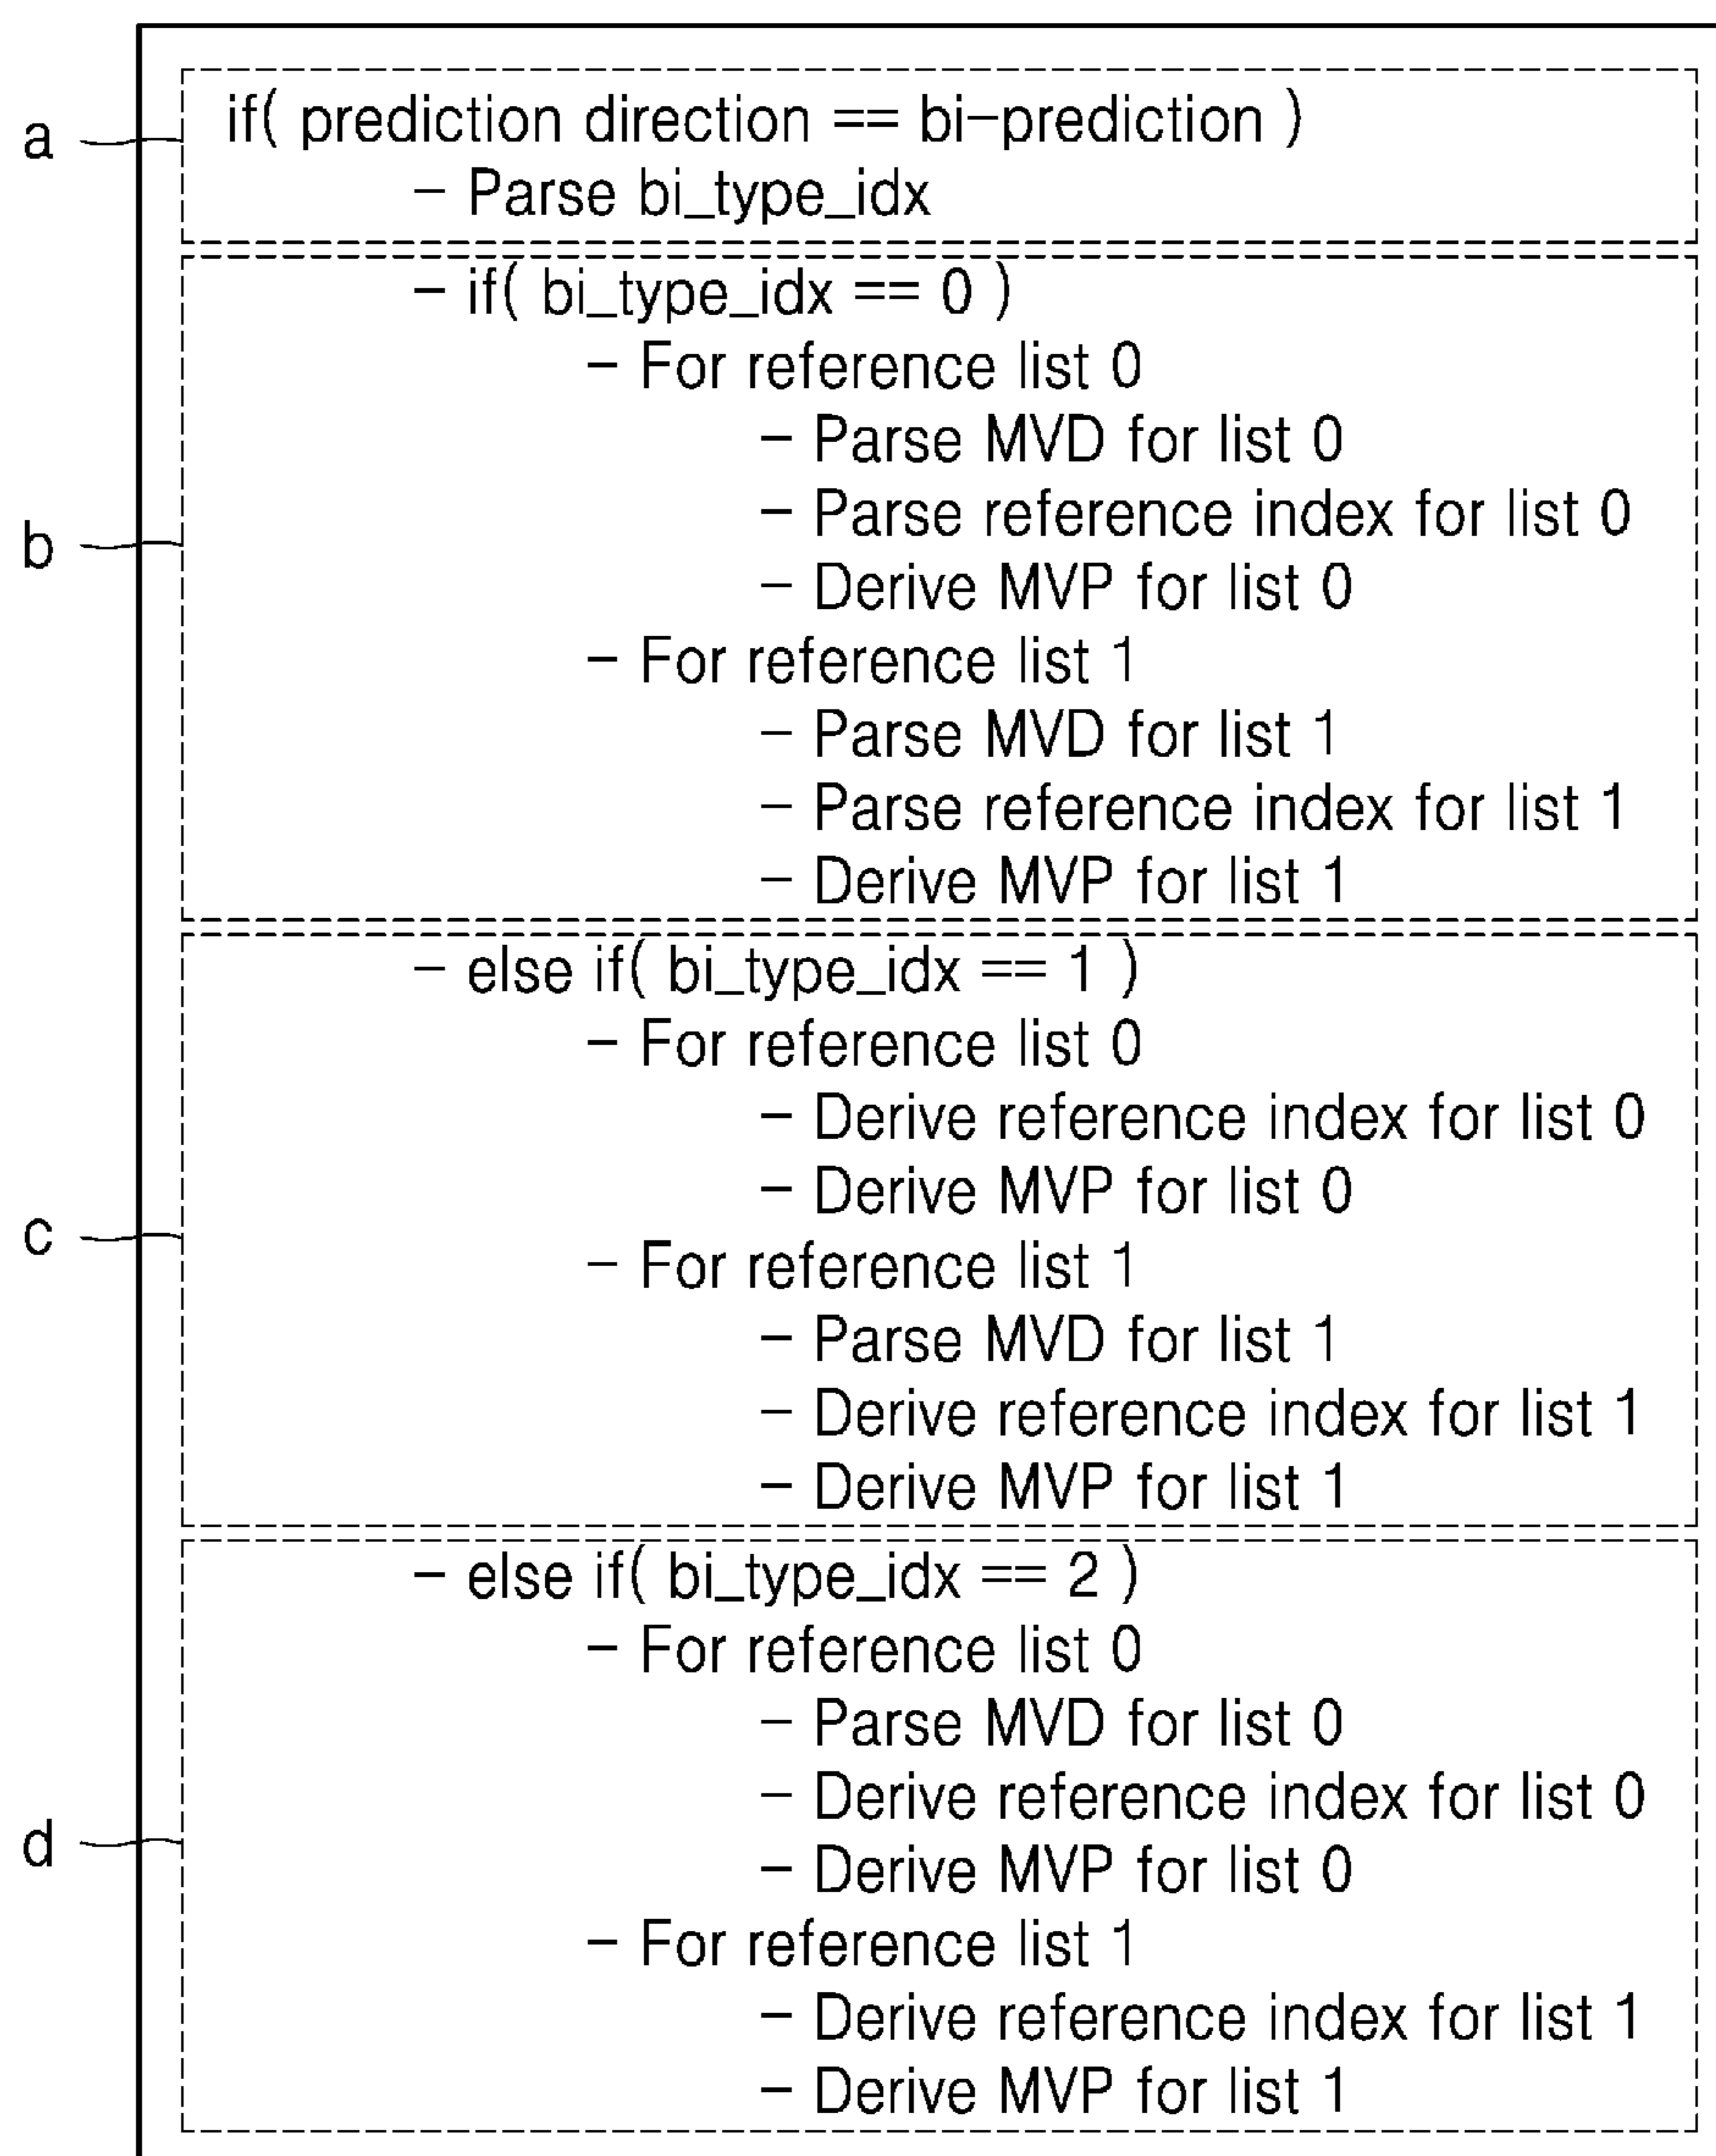 a
if( prediction direction == bi-prediction )
- Parse bi_type_idx
b
- if( bi_type_idx == 0 )
- For reference list 0
- Parse MVD for list 0
- Parse reference index for list 0
- Derive MVP for list 0
- For reference list 1
- Parse MVD for list 1
- Parse reference index for list 1
- Derive MVP for list 1
c
- else if( bi_type_idx == 1 )
- For reference list 0
- Derive reference index for list 0
- Derive MVP for list 0
- For reference list 1
- Parse MVD for list 1
- Derive reference index for list 1
- Derive MVP for list 1
d
- else if( bi_type_idx == 2 )
- For reference list 0
- Parse MVD for list 0
- Derive reference index for list 0
- Derive MVP for list 0
- For reference list 1
- Derive reference index for list 1
- Derive MVP for list 1